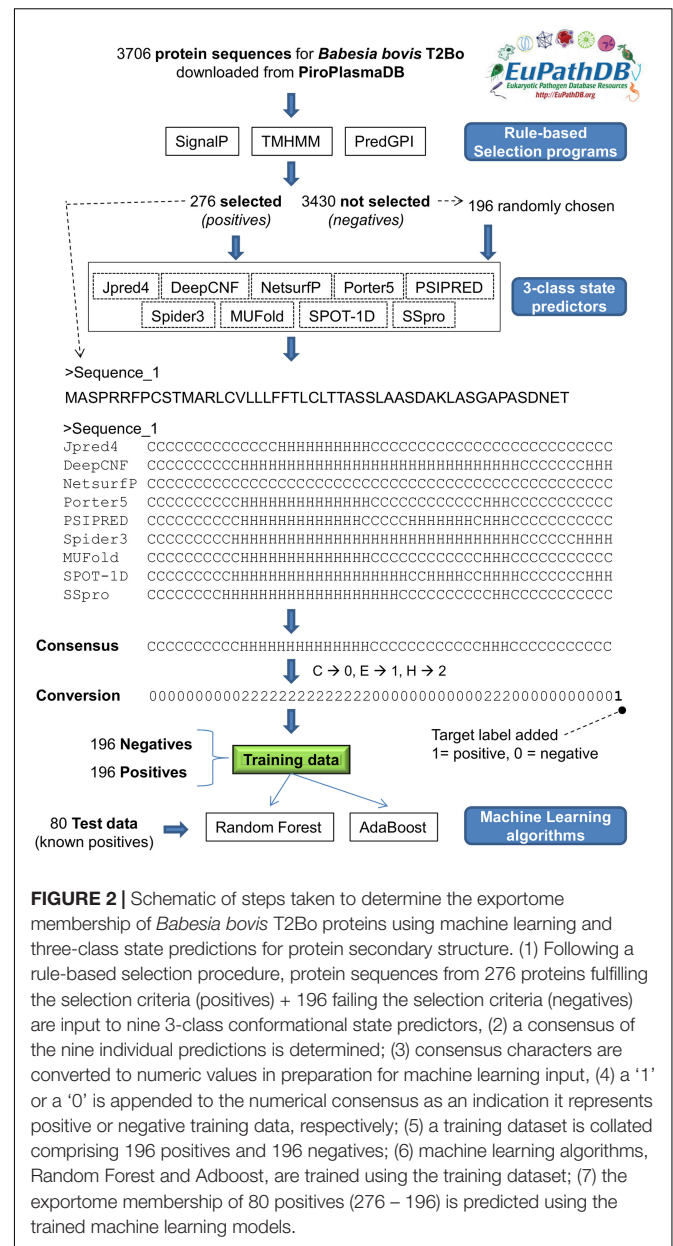 3706 protein sequences for Babesia bovis T2Bo
downloaded from PiroPlasmaDB
EuPathDB
Eukaryotic Pathogen Database Resources
http://EuPathDB.org
SignalP TMHMM PredGPI
Rule-based
Selection programs
276 selected
(positives)
3430 not selected
(negatives)
196 randomly chosen
Jpred4 DeepCNF NetsurfP Porter5 PSIPRED
Spider3 MUFold SPOT-1D SSpro
3-class state
predictors
>Sequence_1
MASPRRFPCSTMARLCVLLLFFTLCLTTASSLAASDAKLASGAPASDNET
>Sequence_1
Jpred4 CCCCCCCCCCCCCCHHHHHHHHHHCCCCCCCCCCCCCCCCCCCCCCCCCC
DeepCNF CCCCCCCCCCHHHHHHHHHHHHHHHHHHHHHHHHHHHHHHCCCCCCCHHH
NetsurfP CCCCCCCCCCCCCCCCCCCCCCCCCCCCCCCCCCCCCCCCCCCCCCCCCC
Porter5 CCCCCCCCCCHHHHHHHHHHHHHHCCCCCCCCCCCCHHHCCCCCCCCCCC
PSIPRED CCCCCCCCCCHHHHHHHHHHHHHCCCCCHHHHHHHCHHHCCCCCCCCCCC
Spider3 CCCCCCCCCCHHHHHHHHHHHHHHHHHHHHHHHHHHHHHCCCCCCCHHHH
MUFold CCCCCCCCCCHHHHHHHHHHHHHHCCCCCCCCCCCCHHHCCCCCCCCCCC
SPOT-1D CCCCCCCCCHHHHHHHHHHHHHHHHHHHCCHHHHCCHHHHCCCCCCCHHH
SSpro CCCCCCCCHHHHHHHHHHHHHHHHHHHCCCCCCCCCCHHCCCCCCCCCCC
Consensus CCCCCCCCCCHHHHHHHHHHHHHHCCCCCCCCCCCCHHHCCCCCCCCCCC
C → 0, E → 1, H → 2
Conversion 000000000022222222222222000000000000222000000000001
Target label added
1= positive, 0 = negative
196 Negatives
196 Positives
Training data
80 Test data
(known positives)
Random Forest AdaBoost
Machine Learning
algorithms
FIGURE 2 | Schematic of steps taken to determine the exportome
membership of Babesia bovis T2Bo proteins using machine learning and
three-class state predictions for protein secondary structure. (1) Following a
rule-based selection procedure, protein sequences from 276 proteins fulfilling
the selection criteria (positives) + 196 failing the selection criteria (negatives)
are input to nine 3-class conformational state predictors, (2) a consensus of
the nine individual predictions is determined; (3) consensus characters are
converted to numeric values in preparation for machine learning input, (4) a ‘1’
or a ‘0’ is appended to the numerical consensus as an indication it represents
positive or negative training data, respectively; (5) a training dataset is collated
comprising 196 positives and 196 negatives; (6) machine learning algorithms,
Random Forest and Adboost, are trained using the training dataset; (7) the
exportome membership of 80 positives (276 – 196) is predicted using the
trained machine learning models.